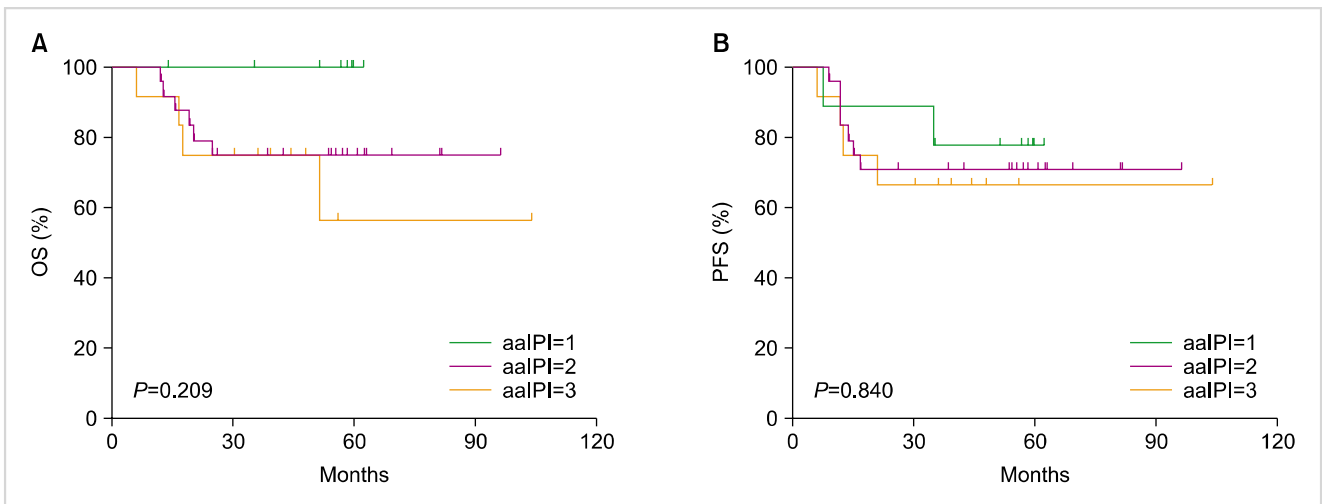 A
100
80
60
40
20
0
OS (%)
aaIPI=1
aaIPI=2
aaIPI=3
P=0.209
0 30 60 90 120
Months
B
100
80
60
40
20
0
PFS (%)
aaIPI=1
aaIPI=2
aaIPI=3
P=0.840
0 30 60 90 120
Months